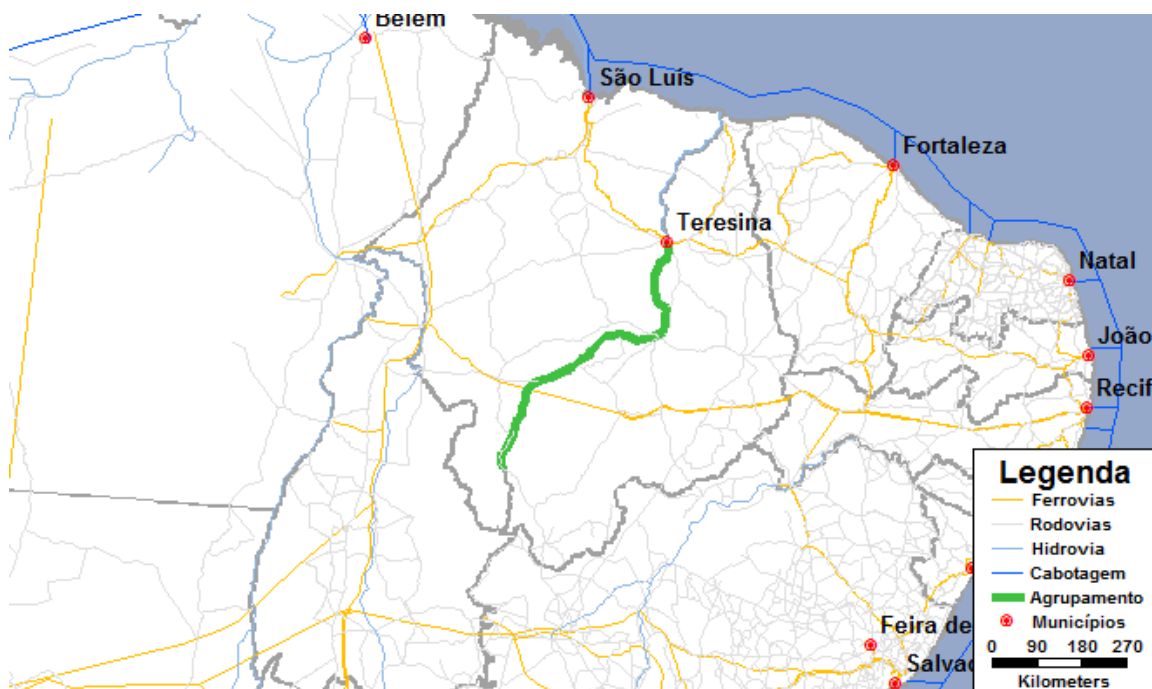 Belém
São Luís
Fortaleza
Teresina
Natal
João
Recif
Legenda
Ferrovias
Rodovias
Hidrovia
Cabotagem
Agrupamento
Municípios
0 90 180 270
Kilometers
Feira de
Salvad